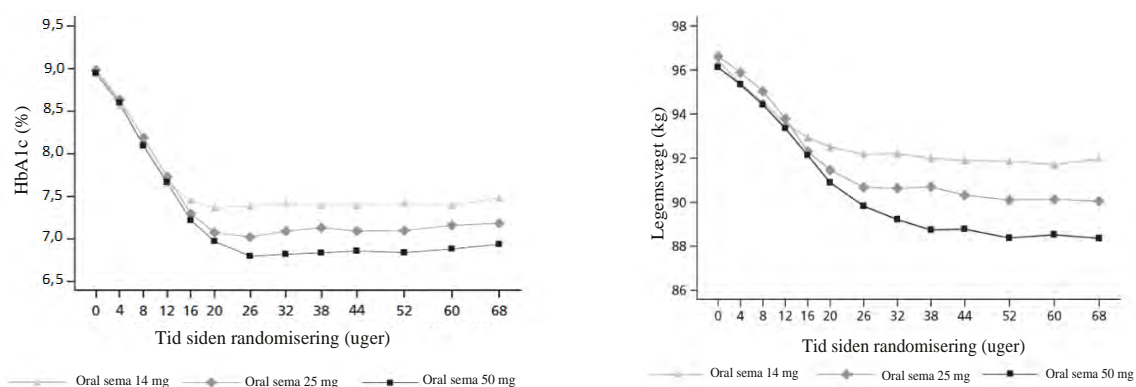 9,5
9,0
8,5
8,0
7,5
7,0
6,5
HbA1c (%)
0 4 8 12 16 20 26 32 38 44 52 60 68
Tid siden randomisering (uger)
Oral sema 14 mg Oral sema 25 mg Oral sema 50 mg
98
96
94
92
90
88
86
Legemsvægt (kg)
0 4 8 12 16 20 26 32 38 44 52 60 68
Tid siden randomisering (uger)
Oral sema 14 mg Oral sema 25 mg Oral sema 50 mg